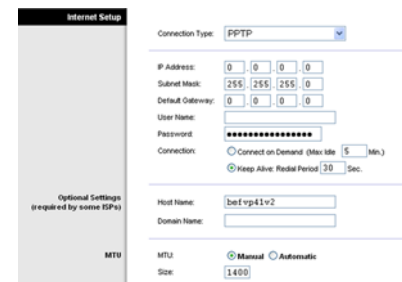 Internet Setup
Connection Type: PPTP
IP Address: 0 . 0 . 0 . 0
Subnet Mask: 255 . 255 . 255 . 0
Default Gateway: 0 . 0 . 0 . 0
User Name:
Password: ••••••••••••••••
Connection: Connect on Demand (Max Idle 5 Min.)
Keep Alive: Redial Period 30 Sec.
Optional Settings
(required by some ISPs)
Host Name: befvp41v2
Domain Name:
MTU
MTU: Manual Automatic
Size: 1400